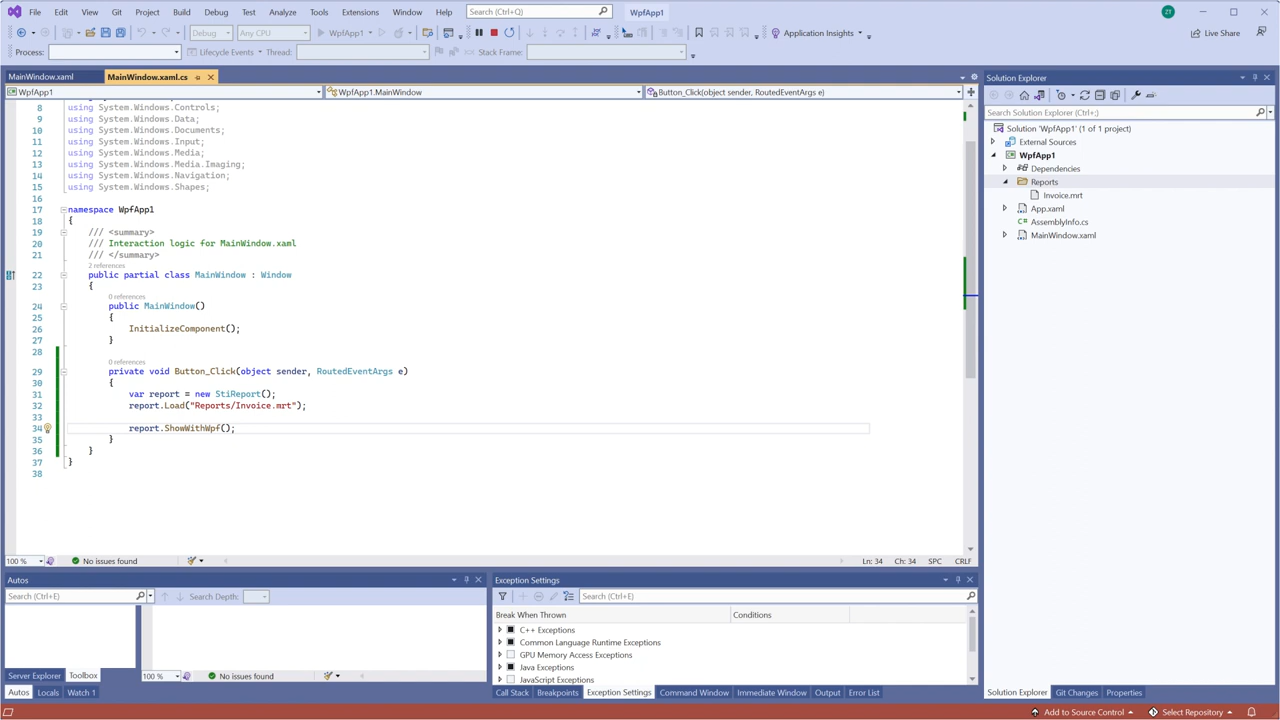 File Edit View Git Project Build Debug Test Analyze Tools Extensions Window Help Search (Ctrl+Q) WpfApp1 ZT
Debug Any CPU WpfApp1 Application Insights Live Share
Process: Lifecycle Events Thread: Stack Frame:
MainWindow.xaml MainWindow.xaml.cs
WpfApp1 WpfApp1.MainWindow Button_Click(object sender, RoutedEventArgs e)
8 using System.Windows.Controls;
9 using System.Windows.Data;
10 using System.Windows.Documents;
11 using System.Windows.Input;
12 using System.Windows.Media;
13 using System.Windows.Media.Imaging;
14 using System.Windows.Navigation;
15 using System.Windows.Shapes;
16
17 namespace WpfApp1
18 {
19 /// <summary>
20 /// Interaction logic for MainWindow.xaml
21 /// </summary>
2 references
22 public partial class MainWindow : Window
23 {
0 references
24 public MainWindow()
25 {
26 InitializeComponent();
27 }
28
0 references
29 private void Button_Click(object sender, RoutedEventArgs e)
30 {
31 var report = new StiReport();
32 report.Load("Reports/Invoice.mrt");
33
34 report.ShowWithWpf();
35 }
36 }
37 }
38
100 % No issues found Ln: 34 Ch: 34 SPC CRLF
Autos
Search (Ctrl+E) Search Depth:
100 % No issues found
Server Explorer Toolbox
Autos Locals Watch 1
Exception Settings
Search (Ctrl+E)
Break When Thrown Conditions
C++ Exceptions
Common Language Runtime Exceptions
GPU Memory Access Exceptions
Java Exceptions
JavaScript Exceptions
Call Stack Breakpoints Exception Settings Command Window Immediate Window Output Error List
Solution Explorer
Search Solution Explorer (Ctrl+;)
Solution 'WpfApp1' (1 of 1 project)
External Sources
WpfApp1
Dependencies
Reports
Invoice.mrt
App.xaml
C# AssemblyInfo.cs
MainWindow.xaml
Solution Explorer Git Changes Properties
Add to Source Control Select Repository